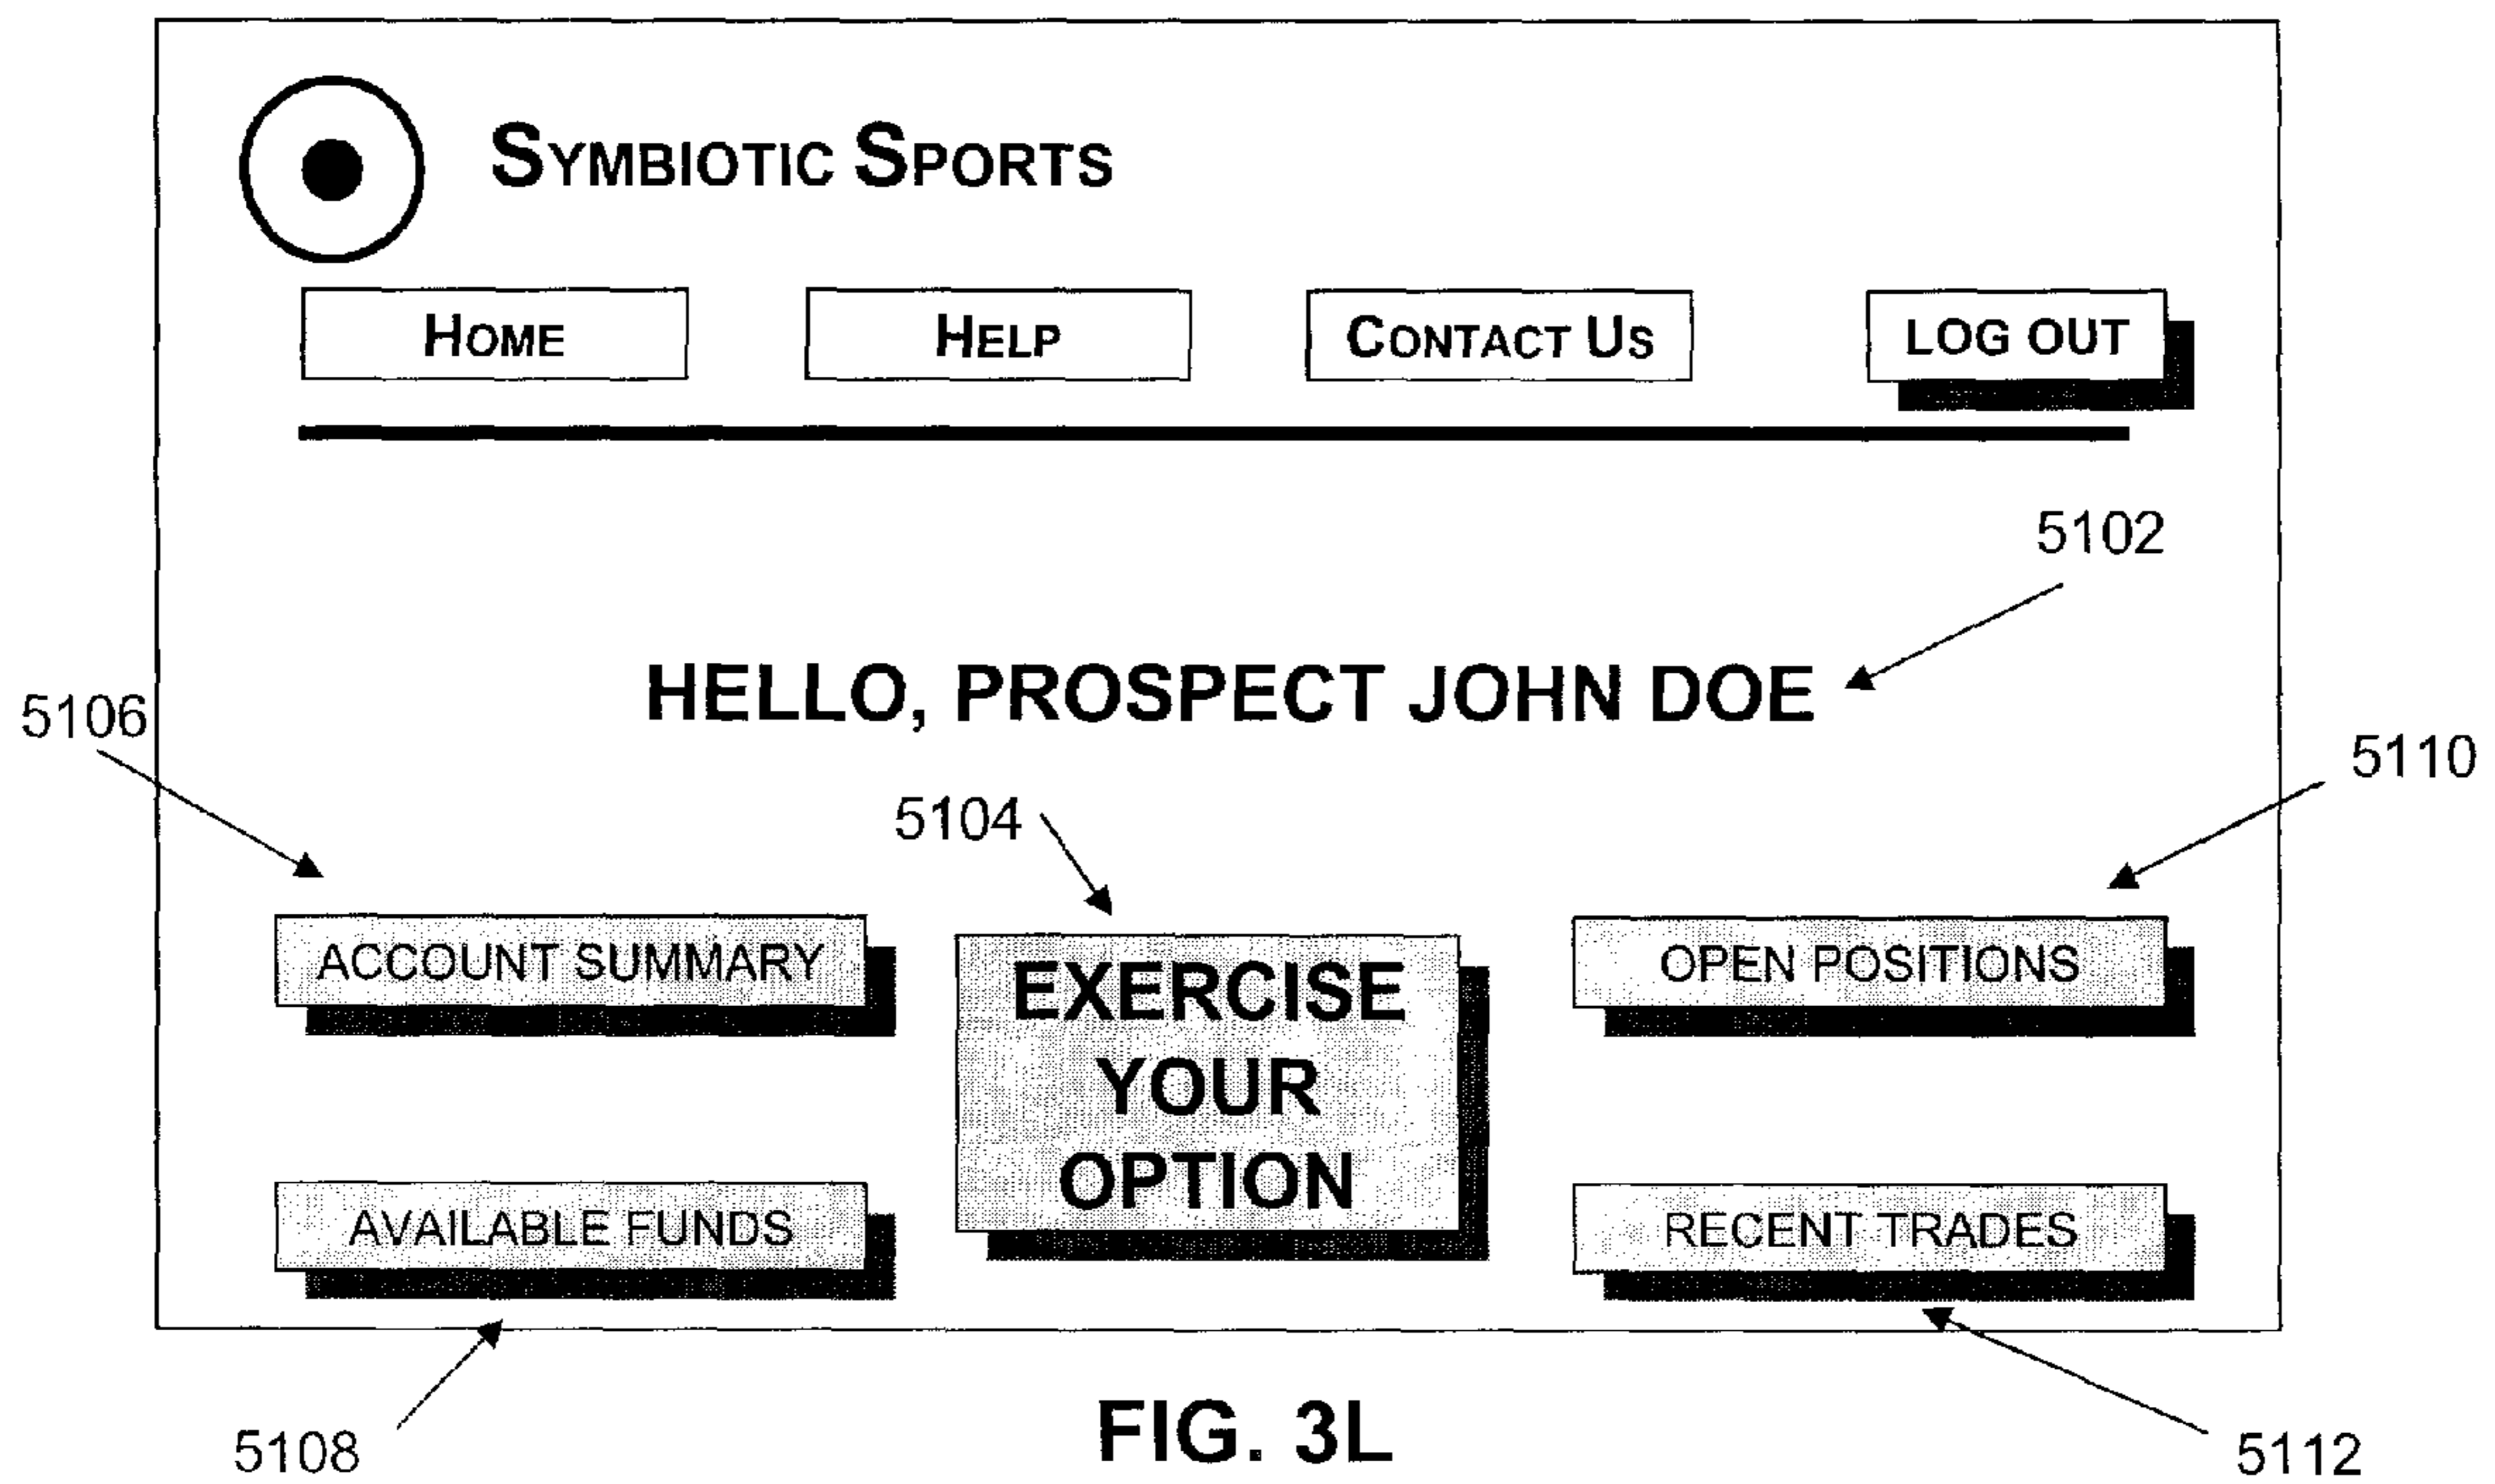 SYMBIOTIC SPORTS
HOME
HELP
CONTACT US
LOG OUT
5102
HELLO, PROSPECT JOHN DOE
5106
5110
5104
ACCOUNT SUMMARY
EXERCISE
YOUR
OPTION
OPEN POSITIONS
AVAILABLE FUNDS
RECENT TRADES
5108
FIG. 3L
5112